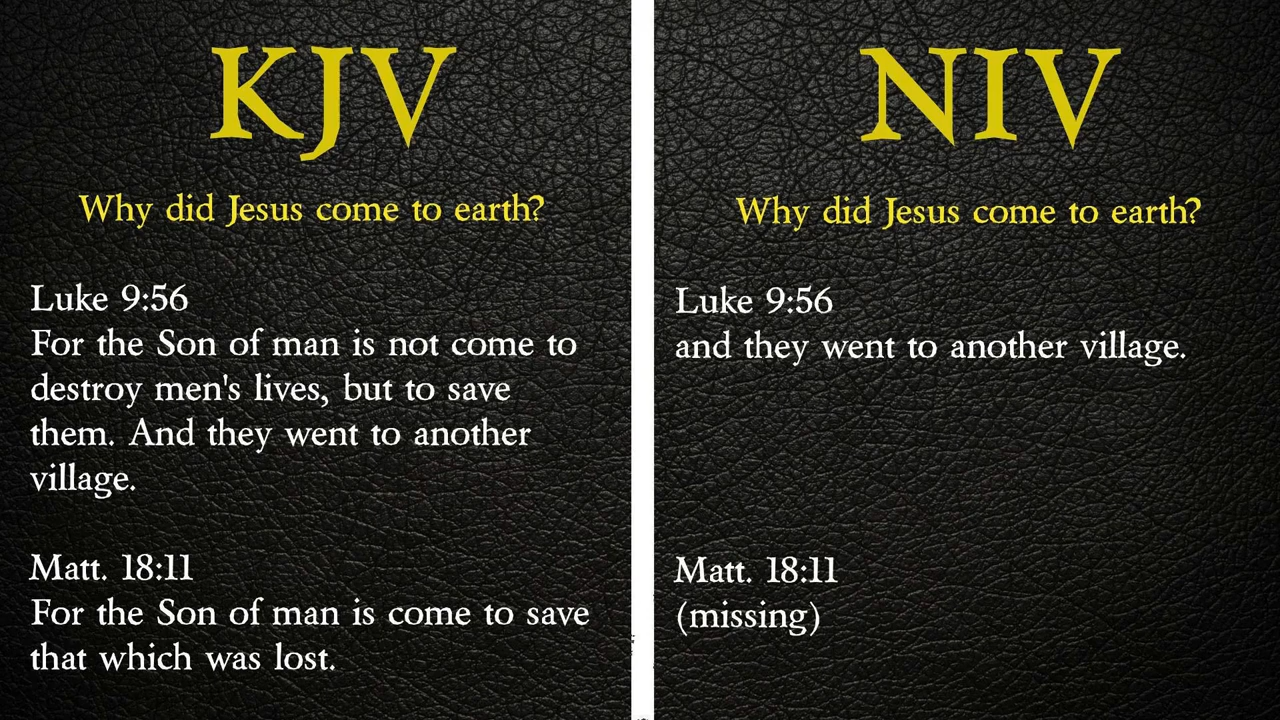 KJV
Why did Jesus come to earth?
Luke 9:56
For the Son of man is not come to
destroy men's lives, but to save
them. And they went to another
village.
Matt. 18:11
For the Son of man is come to save
that which was lost.
NIV
Why did Jesus come to earth?
Luke 9:56
and they went to another village.
Matt. 18:11
(missing)